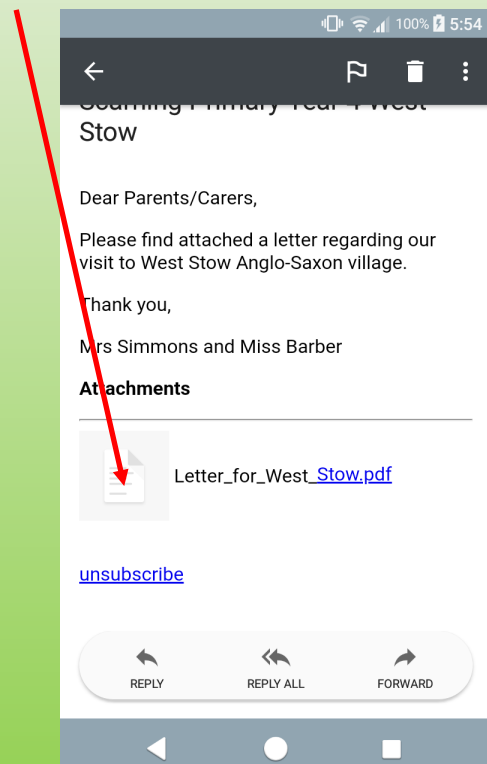 100% 5:54
Stow
Dear Parents/Carers,
Please find attached a letter regarding our
visit to West Stow Anglo-Saxon village.
Thank you,
Mrs Simmons and Miss Barber
Attachments
Letter_for_West_Stow.pdf
unsubscribe
REPLY REPLY ALL FORWARD